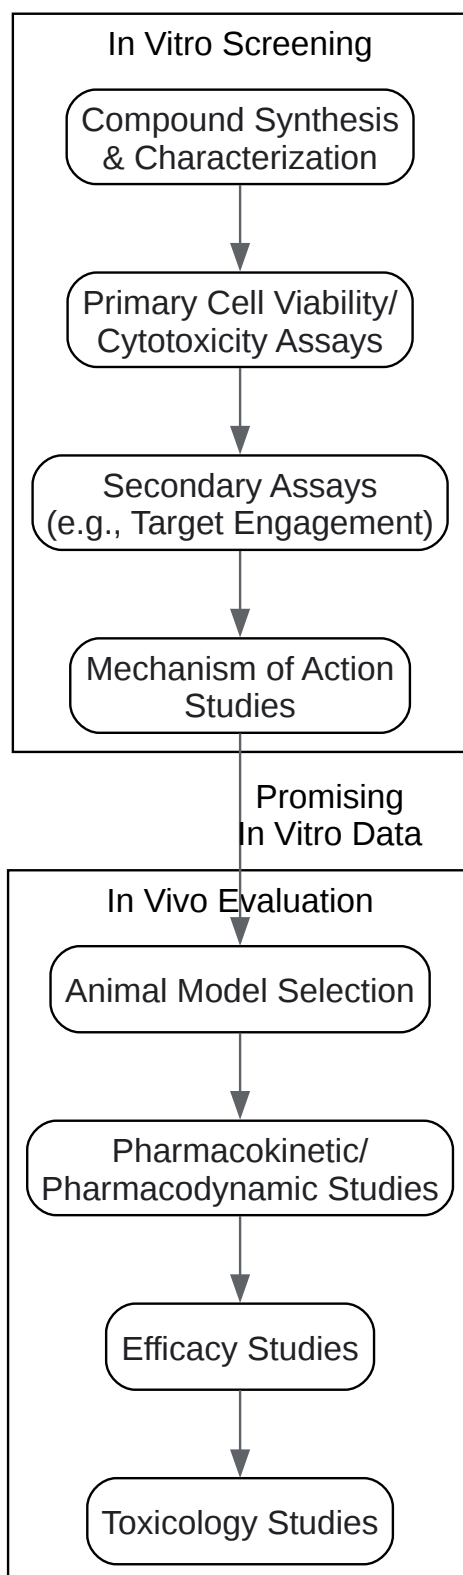 In Vitro Screening
Compound Synthesis
& Characterization
Primary Cell Viability/
Cytotoxicity Assays
Secondary Assays
(e.g., Target Engagement)
Mechanism of Action
Studies
Promising
In Vitro Data
In Vivo Evaluation
Animal Model Selection
Pharmacokinetic/
Pharmacodynamic Studies
Efficacy Studies
Toxicology Studies